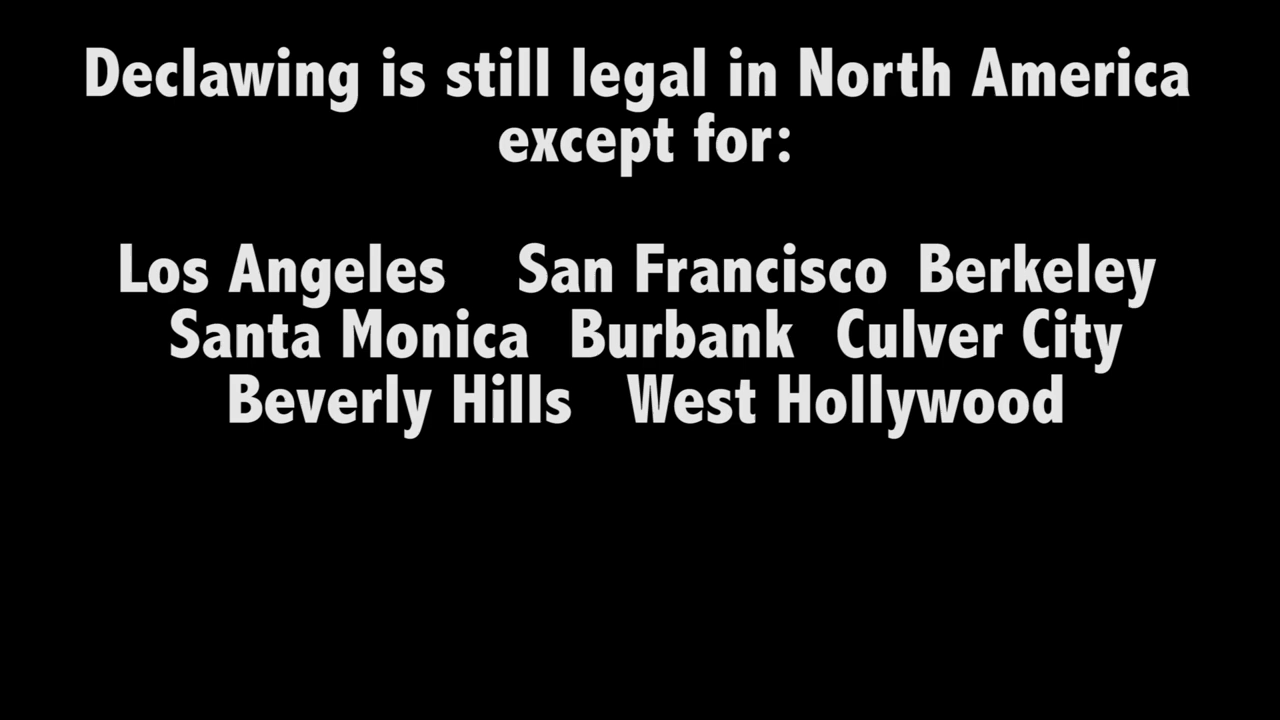 Declawing is still legal in North America
except for:
Los Angeles San Francisco Berkeley
Santa Monica Burbank Culver City
Beverly Hills West Hollywood